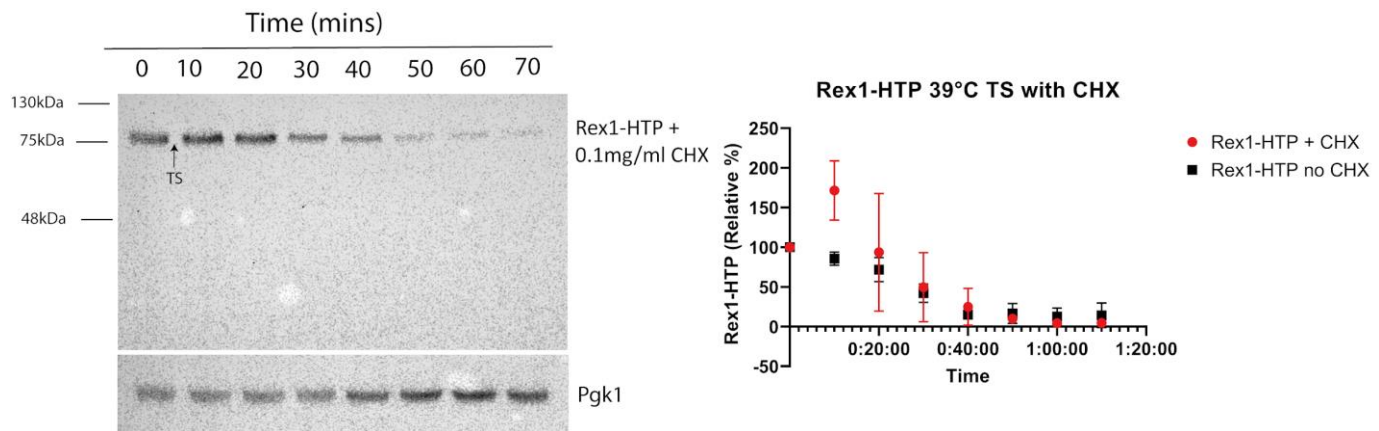 Time (mins)
0 10 20 30 40 50 60 70
130kDa
75kDa
TS
48kDa
Rex1-HTP +
0.1mg/ml CHX
Pgk1
Rex1-HTP 39°C TS with CHX
Rex1-HTP (Relative %)
250
200
150
100
50
0
-50
0:20:00 0:40:00 1:00:00 1:20:00
Time
Rex1-HTP + CHX
Rex1-HTP no CHX